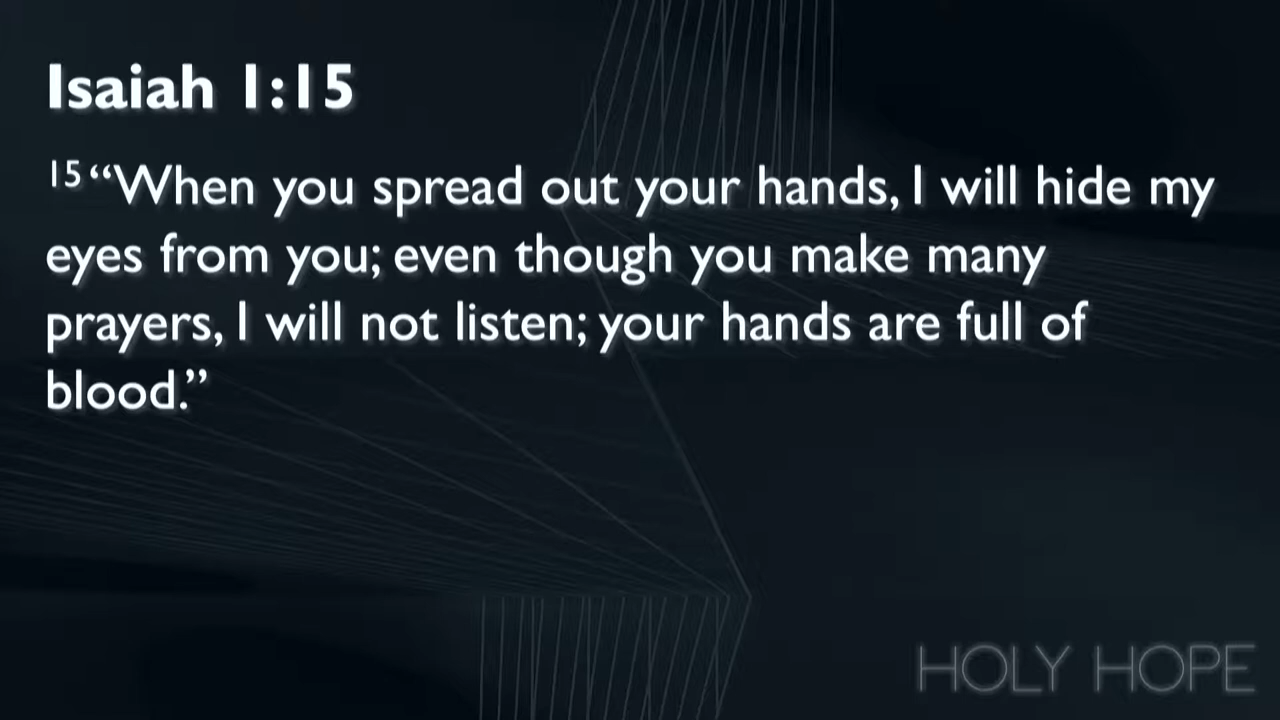 Isaiah 1:15
15 “When you spread out your hands, I will hide my
eyes from you; even though you make many
prayers, I will not listen; your hands are full of
blood.”
HOLY HOPE